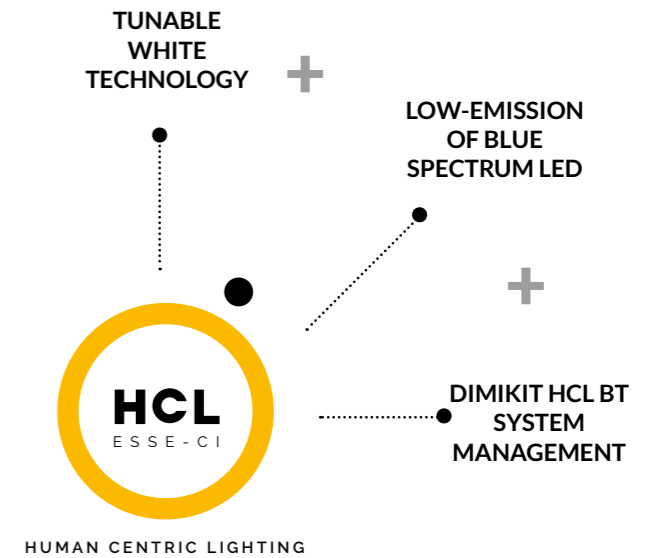 TUNABLE
WHITE
TECHNOLOGY
+
LOW-EMISSION
OF BLUE
SPECTRUM LED
+
DIMIKIT HCL BT
SYSTEM
MANAGEMENT
HCL
ESSE-CI
HUMAN CENTRIC LIGHTING